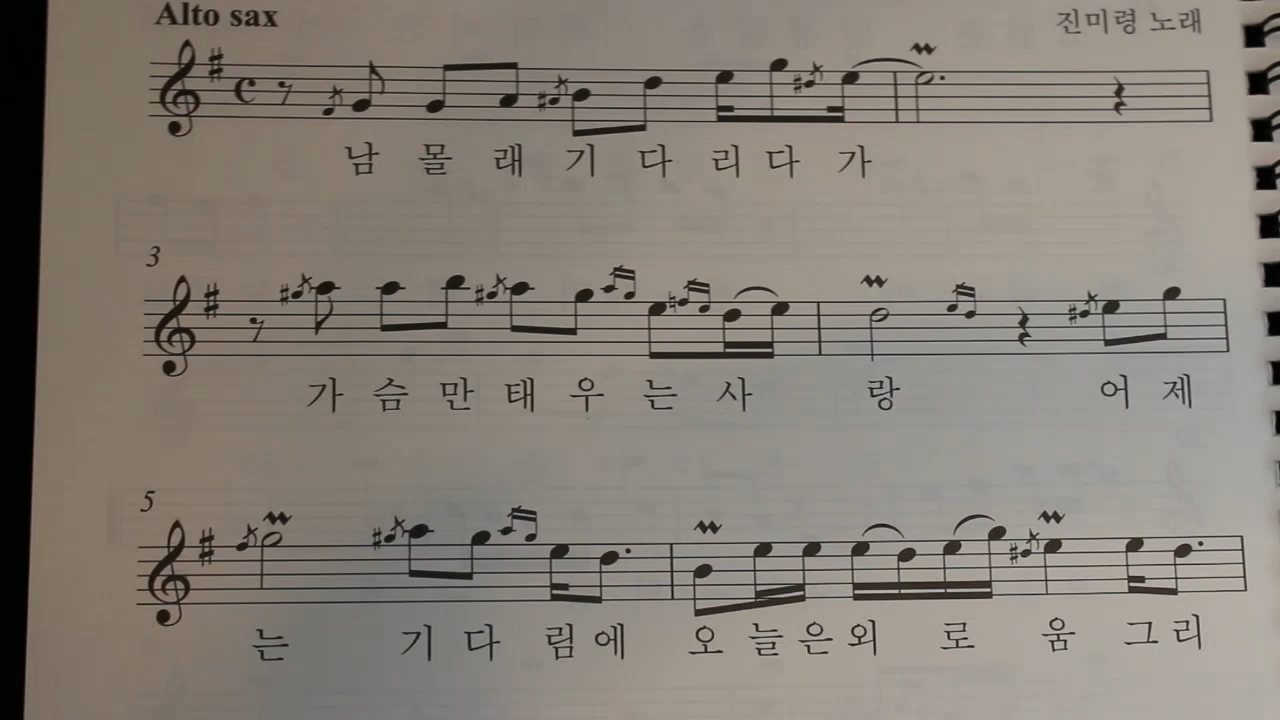 Alto sax
진미령 노래
남 몰 래 기 다 리 다 가
3
가 슴 만 태 우 는 사 랑 어 제
5
는 기 다 림 에 오 늘 은 외 로 움 그 리